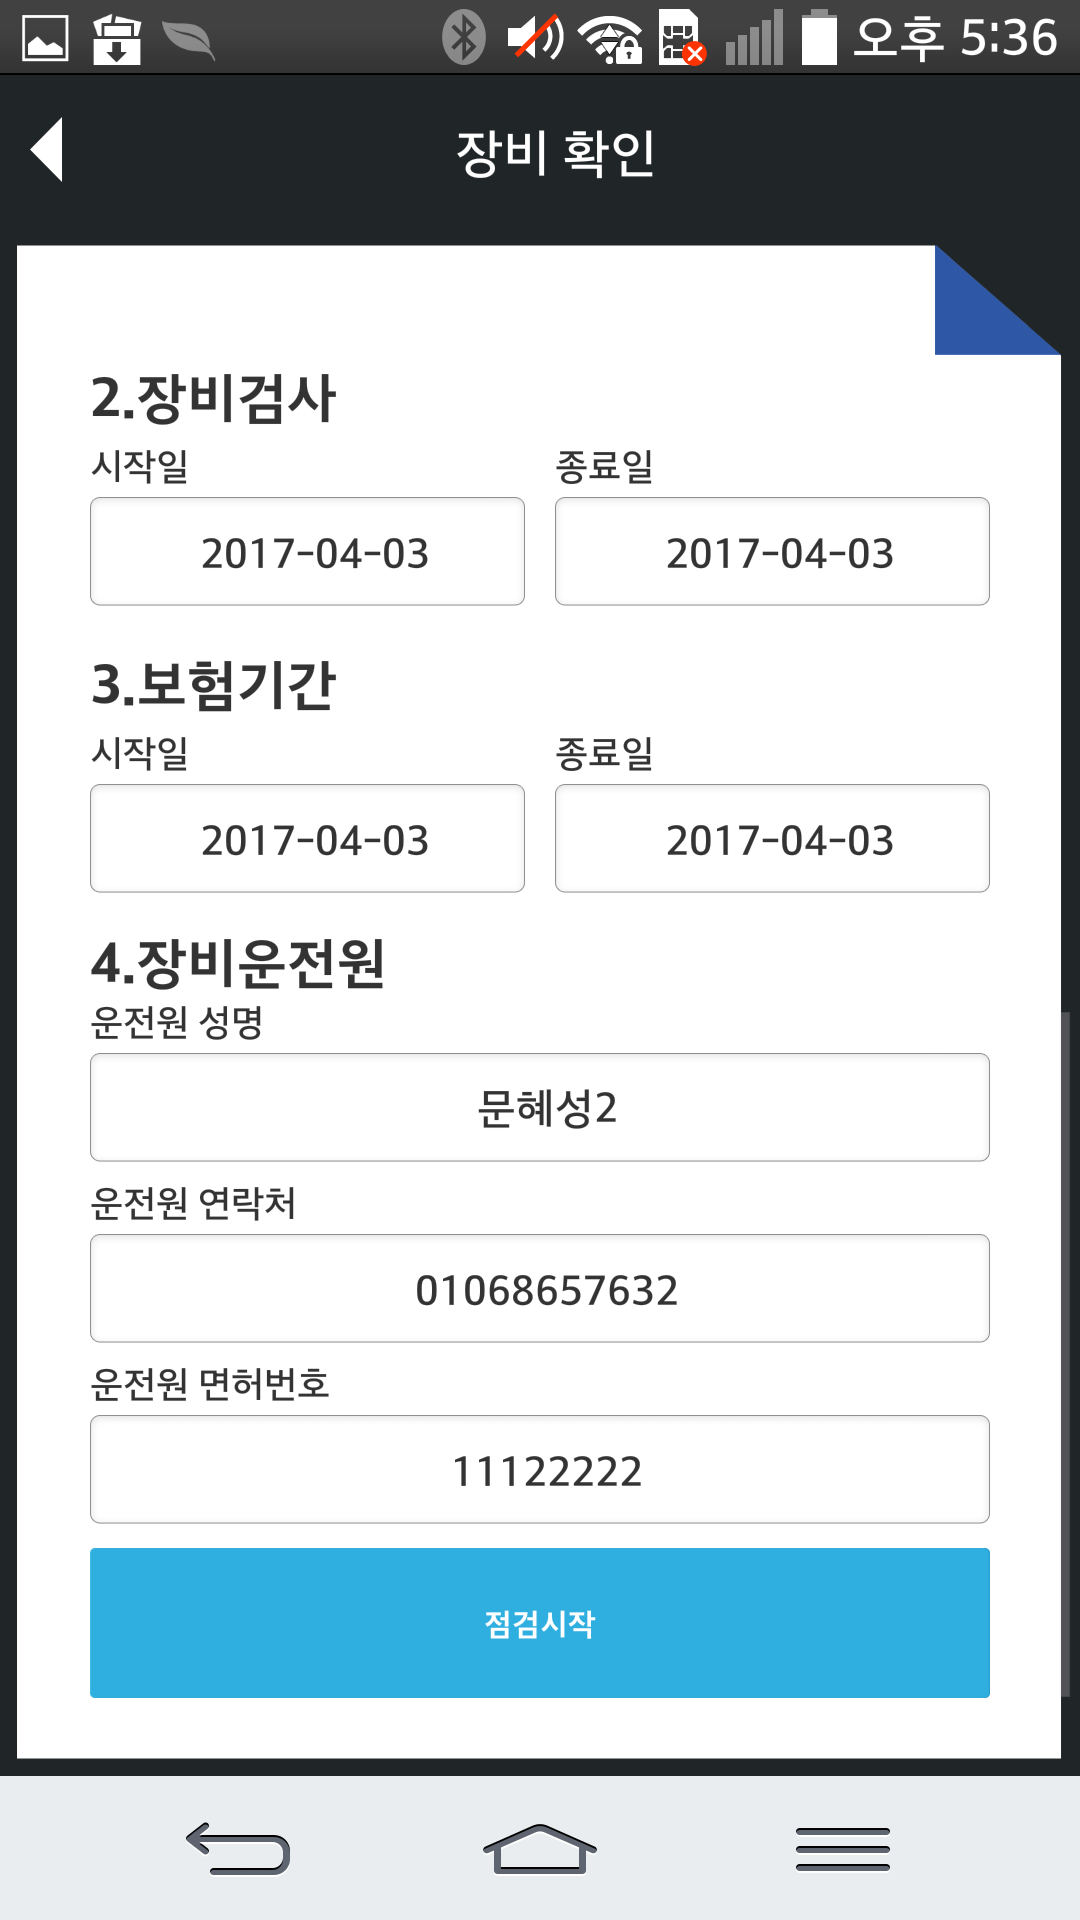 오후 5:36
장비 확인
2.장비검사
시작일 종료일
2017-04-03 2017-04-03
3.보험기간
시작일 종료일
2017-04-03 2017-04-03
4.장비운전원
운전원 성명
문혜성2
운전원 연락처
01068657632
운전원 면허번호
11122222
점검시작